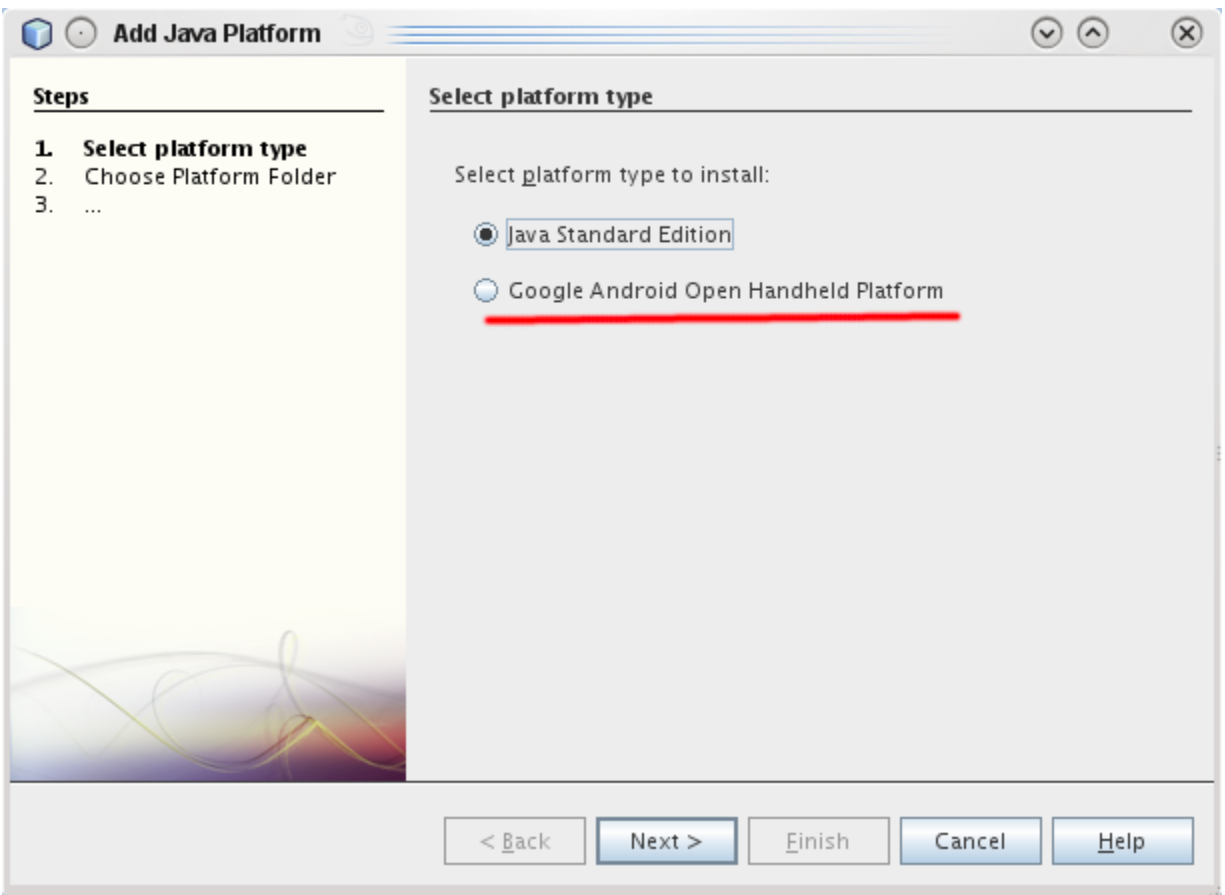 Add Java Platform
Steps
1. Select platform type
2. Choose Platform Folder
3. ...
Select platform type
Select platform type to install:
Java Standard Edition
Google Android Open Handheld Platform
< Back
Next >
Finish
Cancel
Help